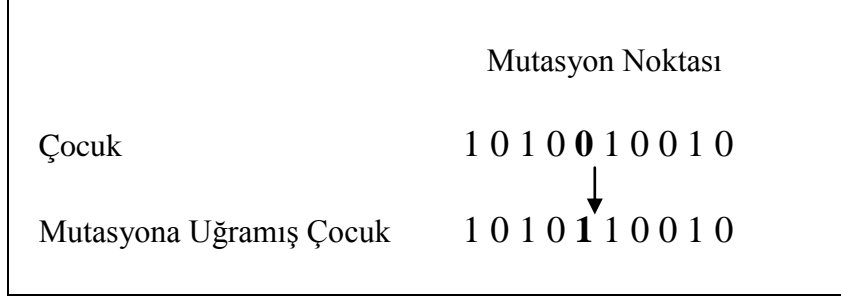 Mutasyon Noktası
Çocuk 1 0 1 0 0 1 0 0 1 0
Mutasyona Uğramış Çocuk 1 0 1 0 1 1 0 0 1 0